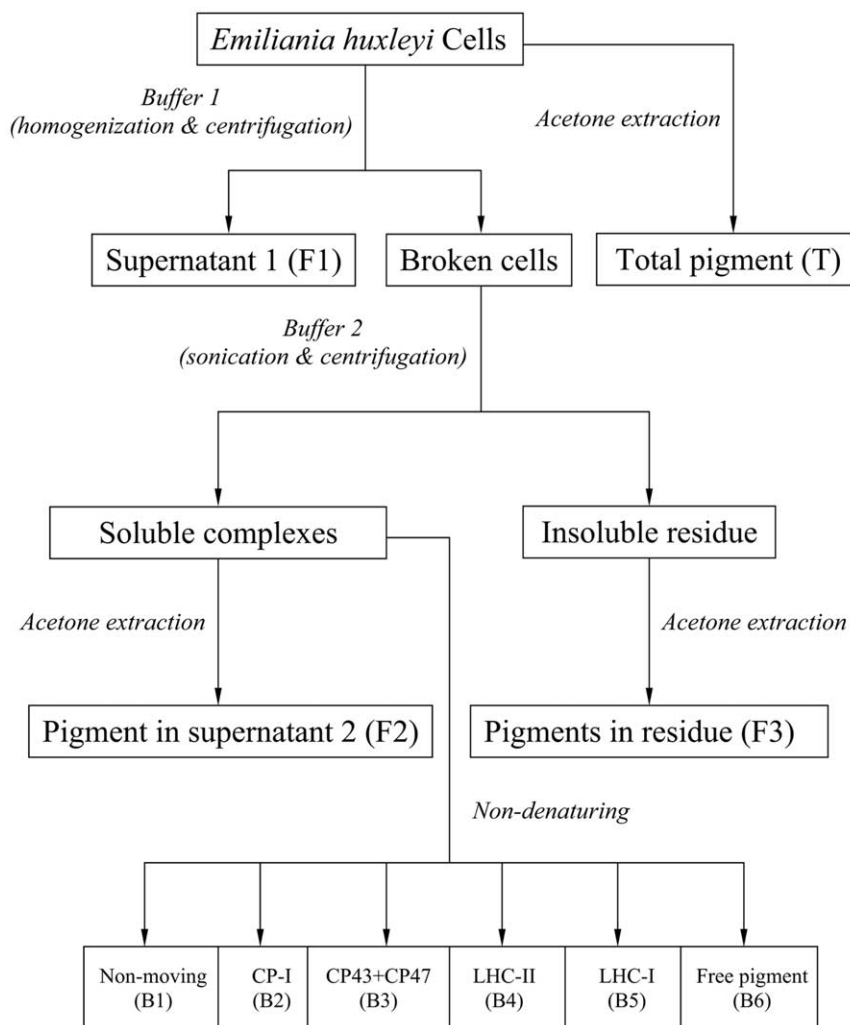 Emiliania huxleyi Cells
Buffer 1
(homogenization & centrifugation)
Acetone extraction
Supernatant 1 (F1)
Broken cells
Total pigment (T)
Buffer 2
(sonication & centrifugation)
Soluble complexes
Insoluble residue
Acetone extraction
Acetone extraction
Pigment in supernatant 2 (F2)
Pigments in residue (F3)
Non-denaturing
Non-moving
(B1)
CP-I
(B2)
CP43+CP47
(B3)
LHC-II
(B4)
LHC-I
(B5)
Free pigment
(B6)